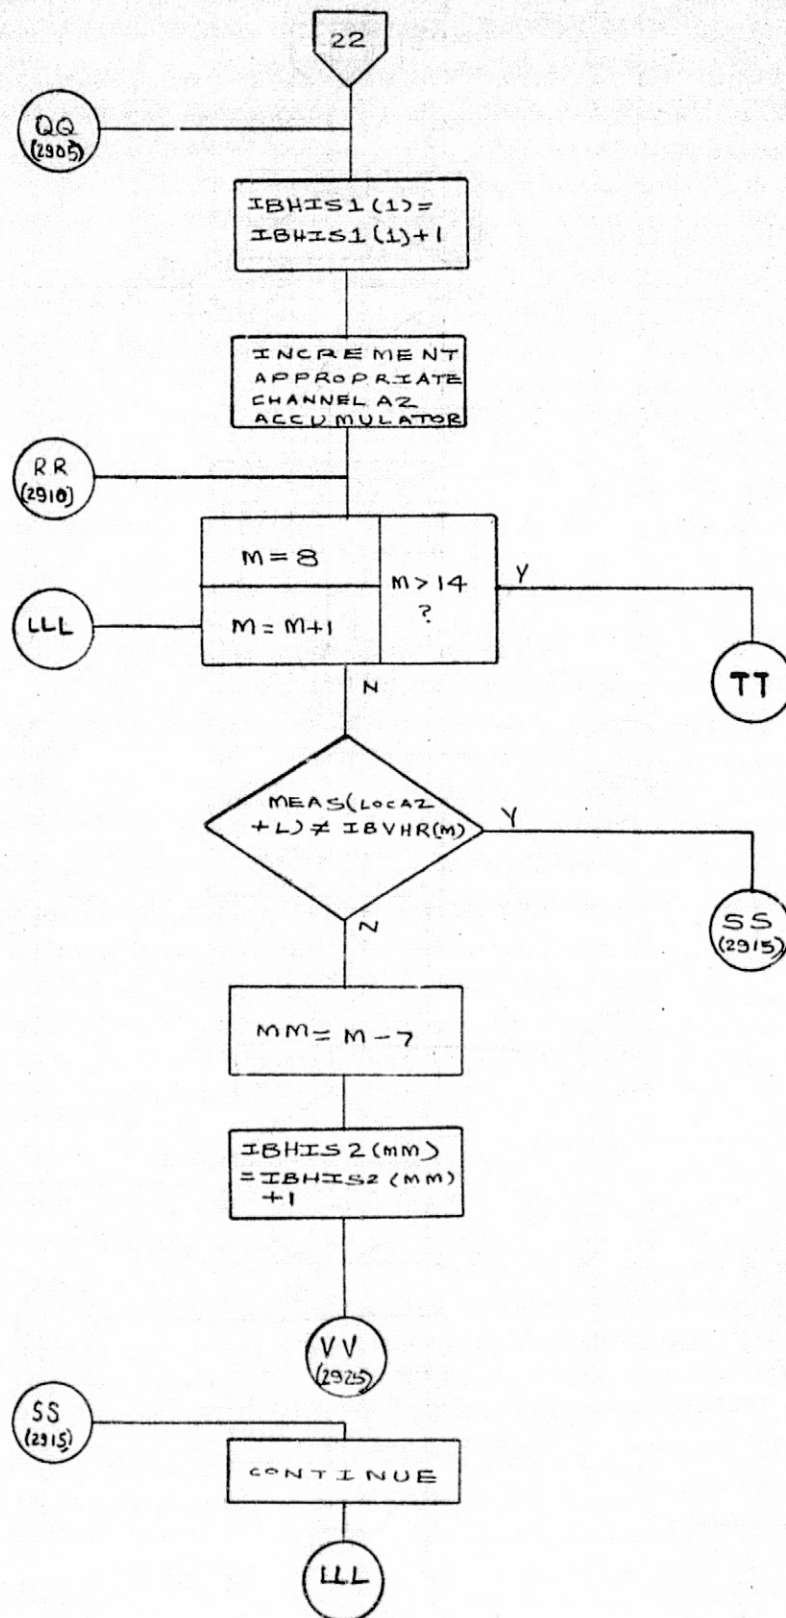 22
QQ
(2905)
IBHIS1(1)=
IBHIS1(1)+1
INCREMENT
APPROPRIATE
CHANNEL AZ
ACCUMULATOR
RR
(2910)
M = 8
M > 14
?
Y
LLL
M = M+1
TT
N
MEAS(LOCAZ
+L) ≠ IBVHR(M)
Y
SS
(2915)
N
MM = M - 7
IBHIS2(MM)
= IBHIS2(MM)
+1
VV
(2925)
SS
(2915)
CONTINUE
LLL